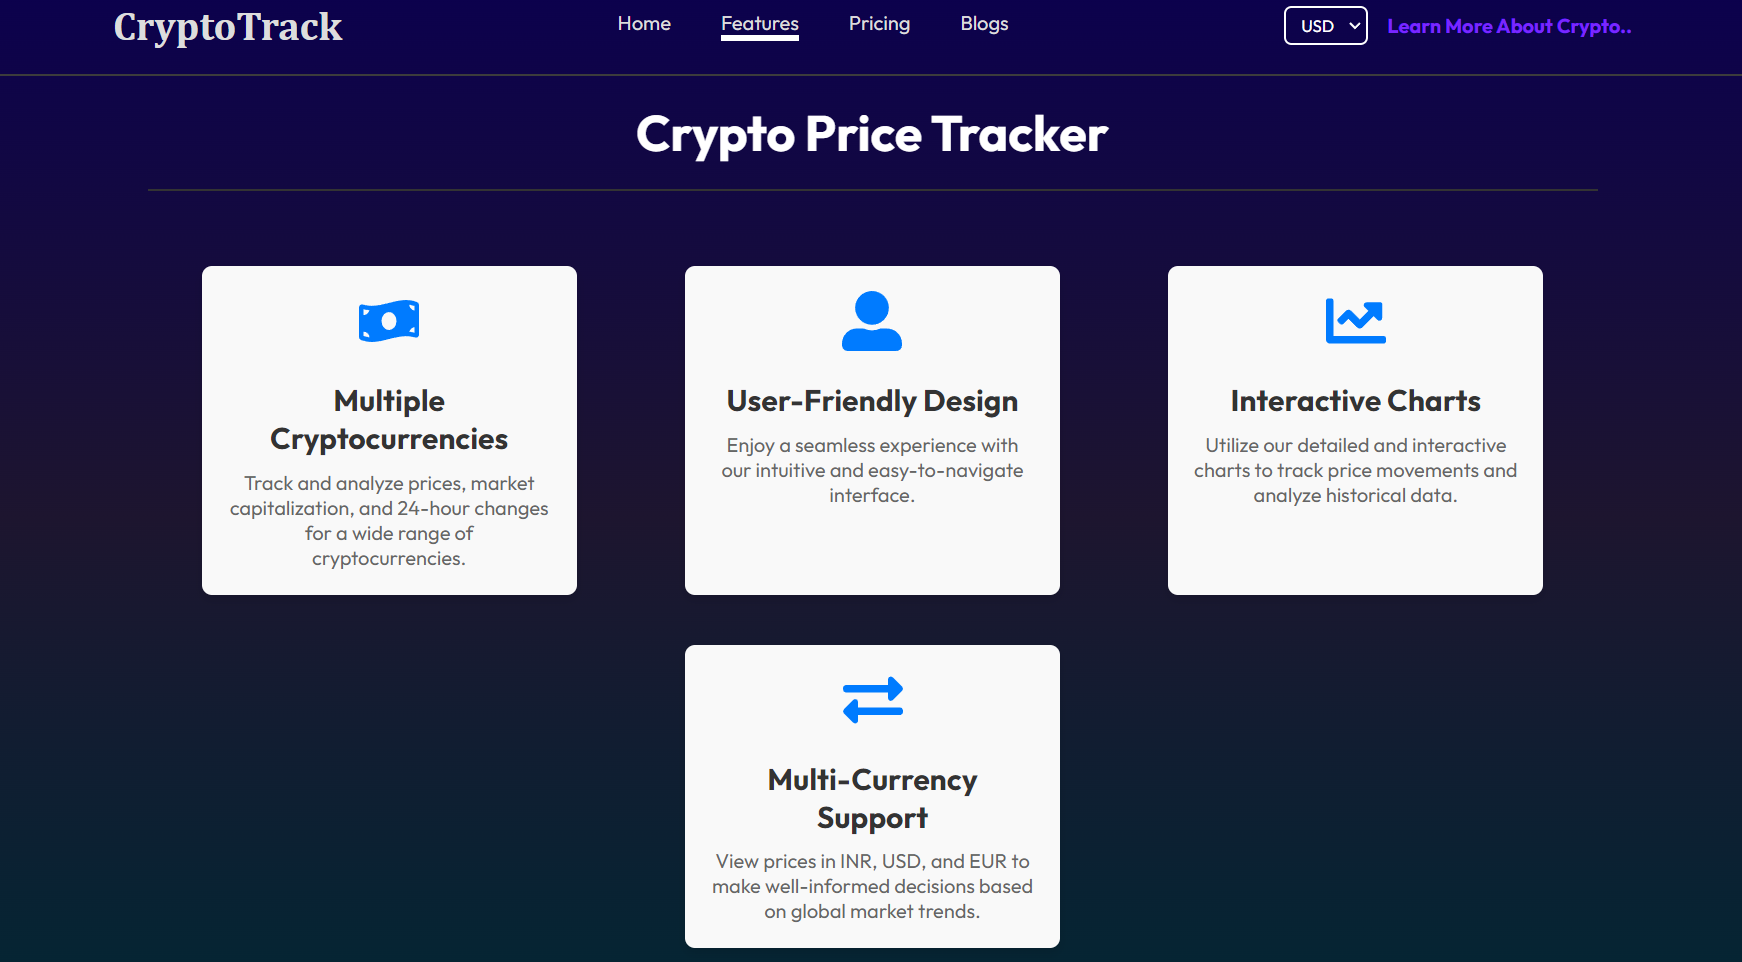 CryptoTrack
Home
Features
Pricing
Blogs
USD
Learn More About Crypto..
Crypto Price Tracker
Multiple
Cryptocurrencies
Track and analyze prices, market
capitalization, and 24-hour changes
for a wide range of
cryptocurrencies.
User-Friendly Design
Enjoy a seamless experience with
our intuitive and easy-to-navigate
interface.
Interactive Charts
Utilize our detailed and interactive
charts to track price movements and
analyze historical data.
Multi-Currency
Support
View prices in INR, USD, and EUR to
make well-informed decisions based
on global market trends.